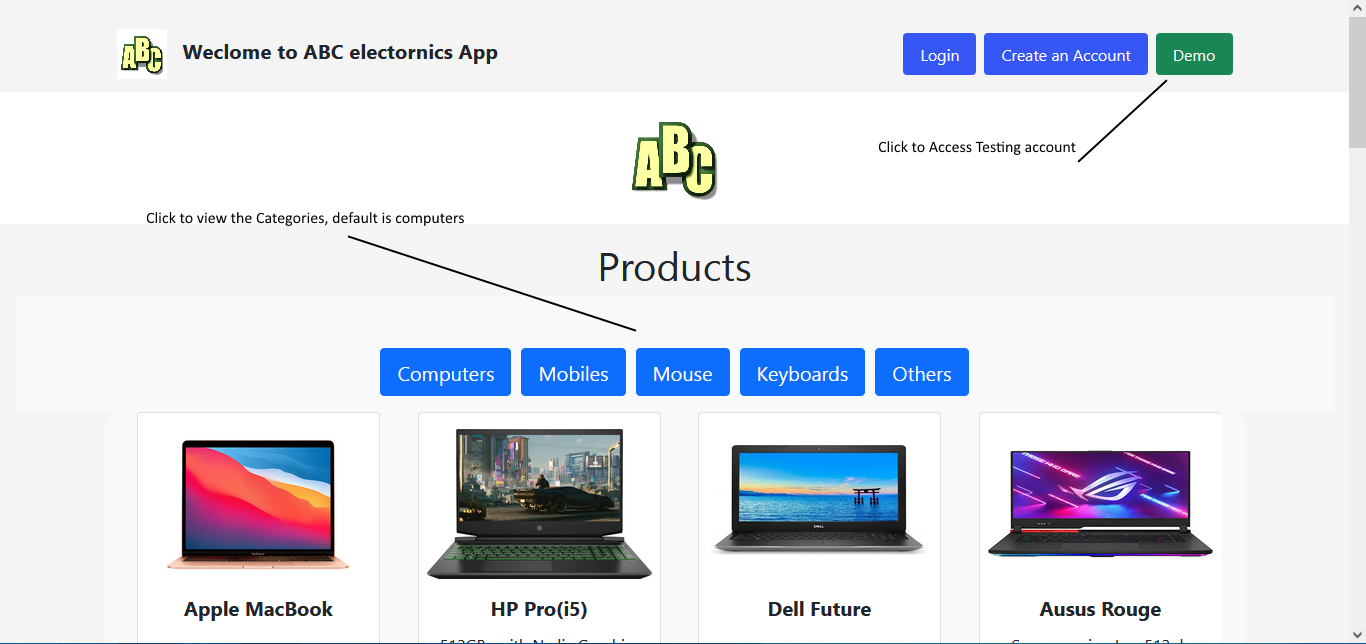 ABC
Weclome to ABC electornics App
Login
Create an Account
Demo
ABC
Click to Access Testing account
Click to view the Categories, default is computers
Products
Computers
Mobiles
Mouse
Keyboards
Others
Apple MacBook
HP Pro(i5)
Dell Future
Ausus Rouge